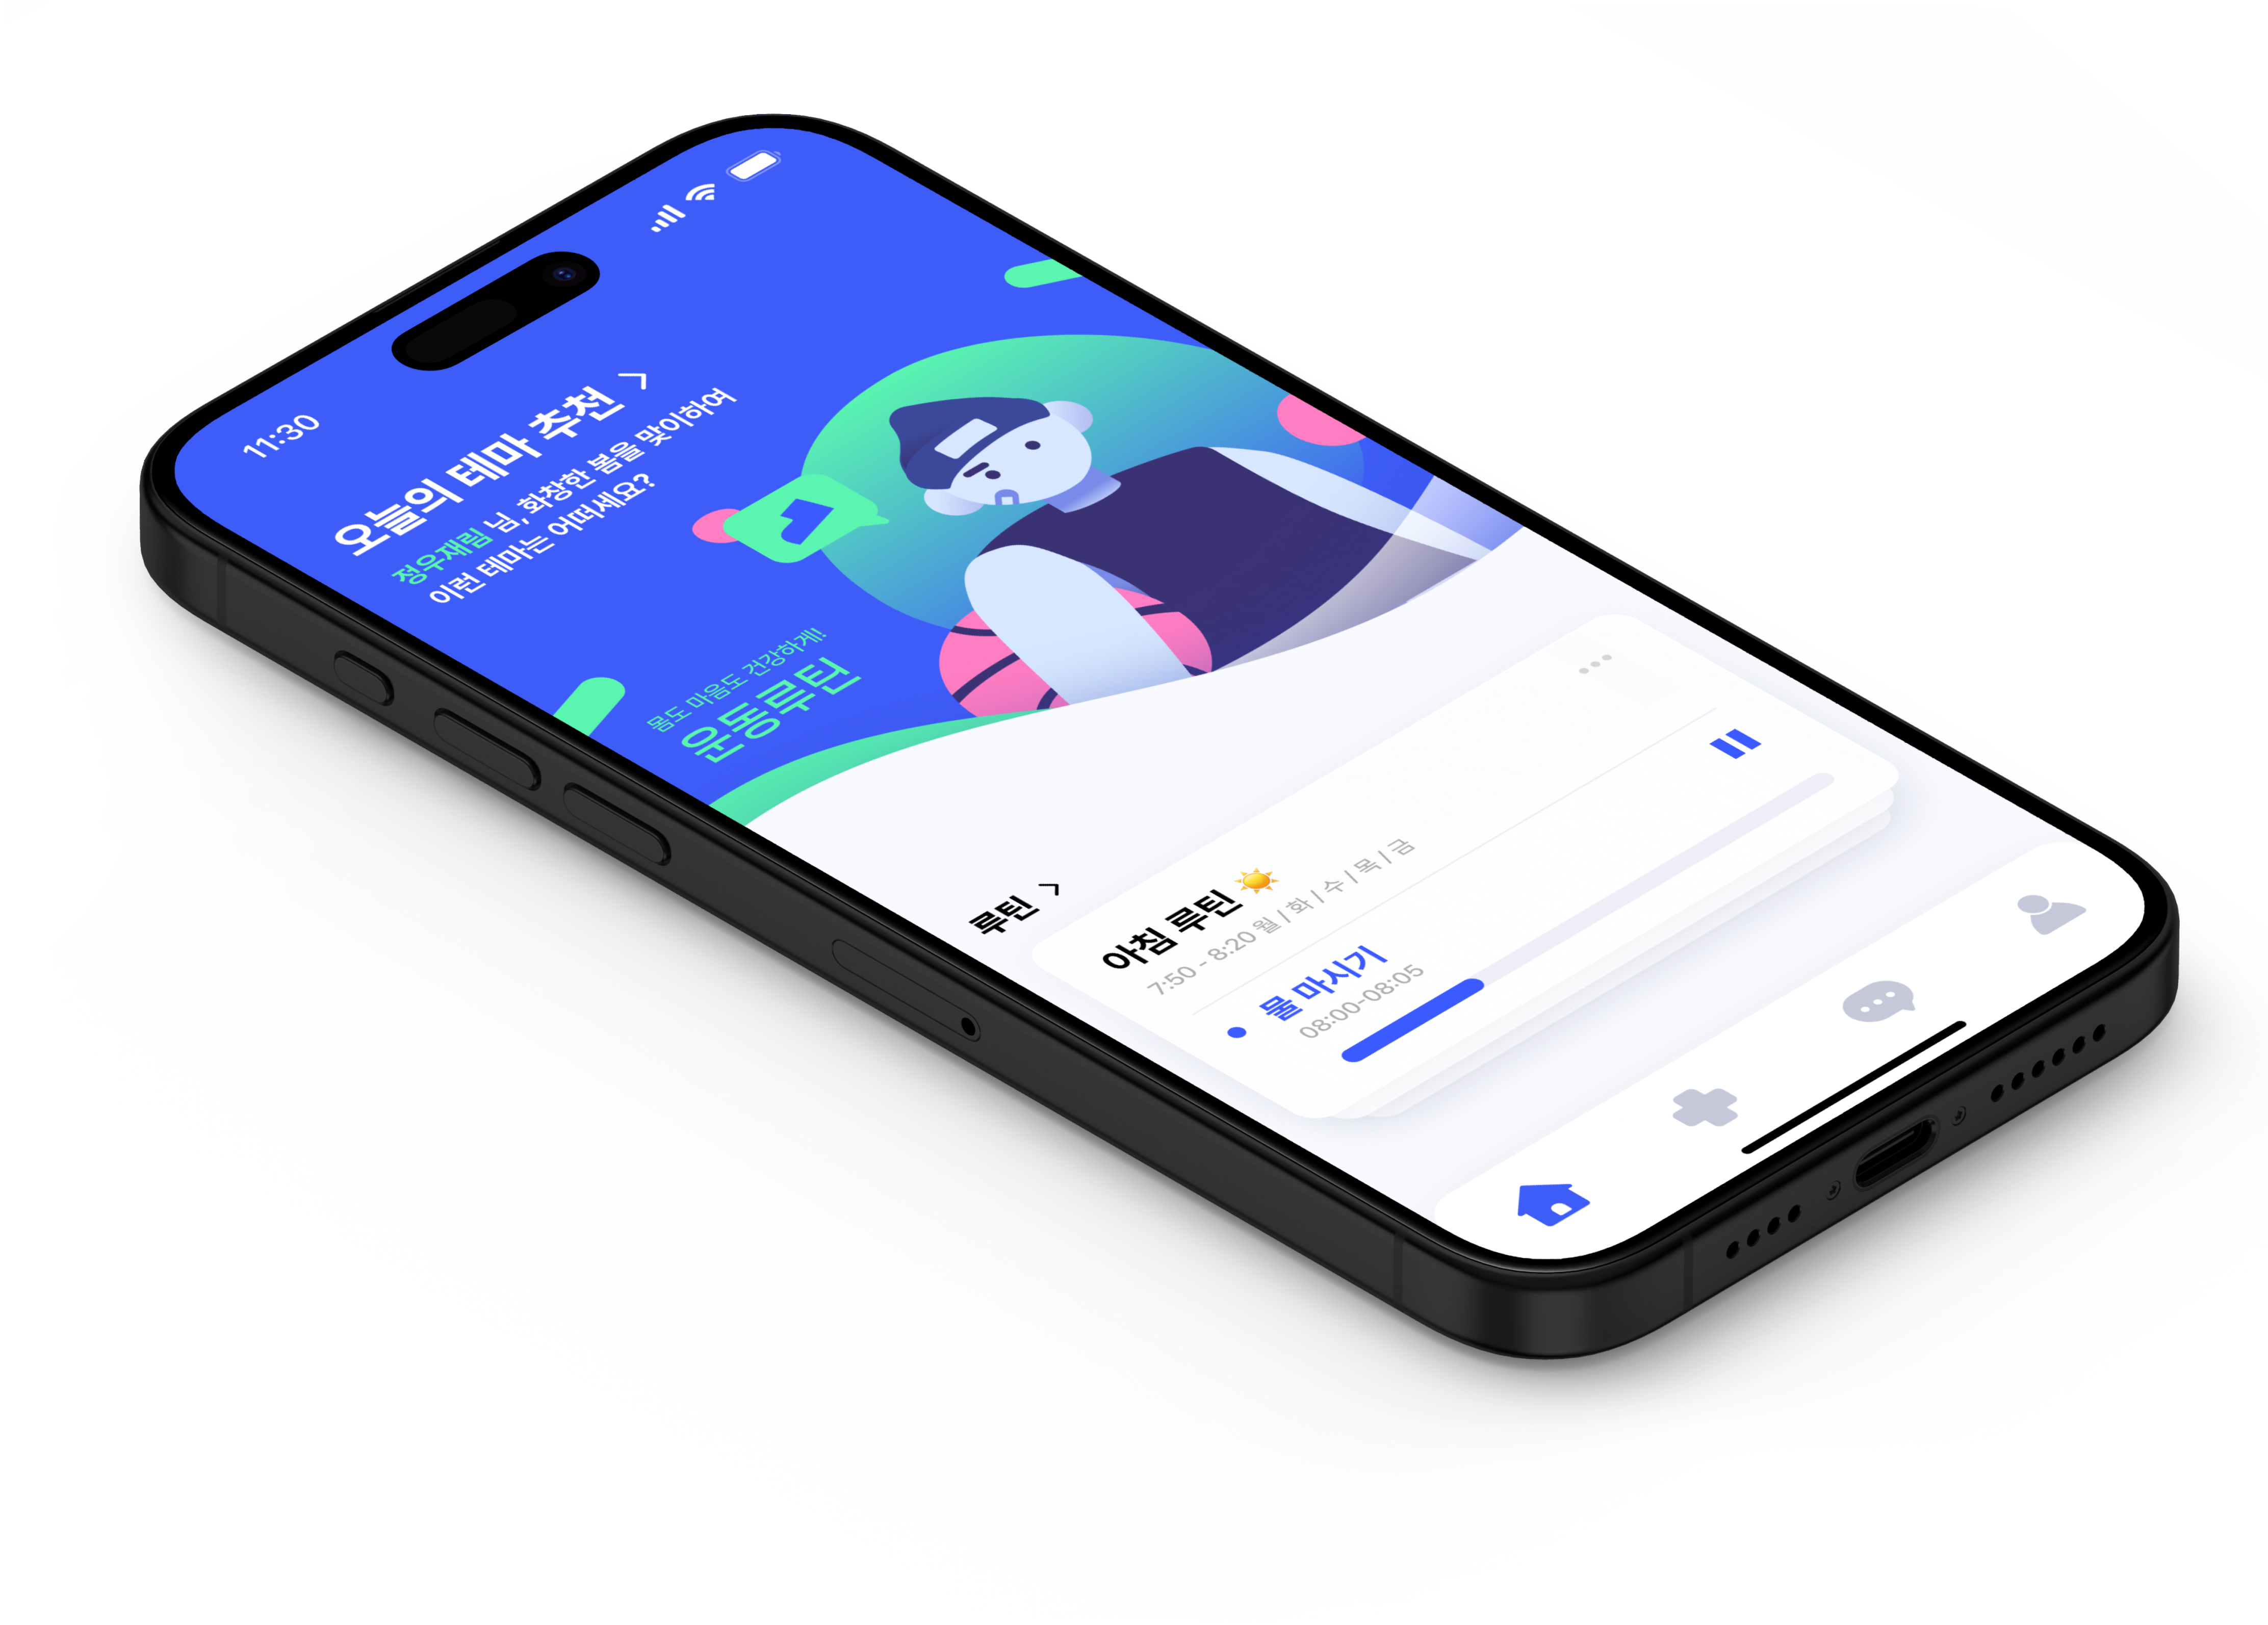 11:30
오늘의 테마 추천 >
정우재림 님, 화창한 봄을 맞이하여
이런 테마는 어떠세요?
몸도 마음도 건강하게!
운동루틴
루틴 >
아침 루틴 ☀️
7:50 - 8:20 월 | 화 | 수 | 목 | 금
물 마시기
08:00-08:05